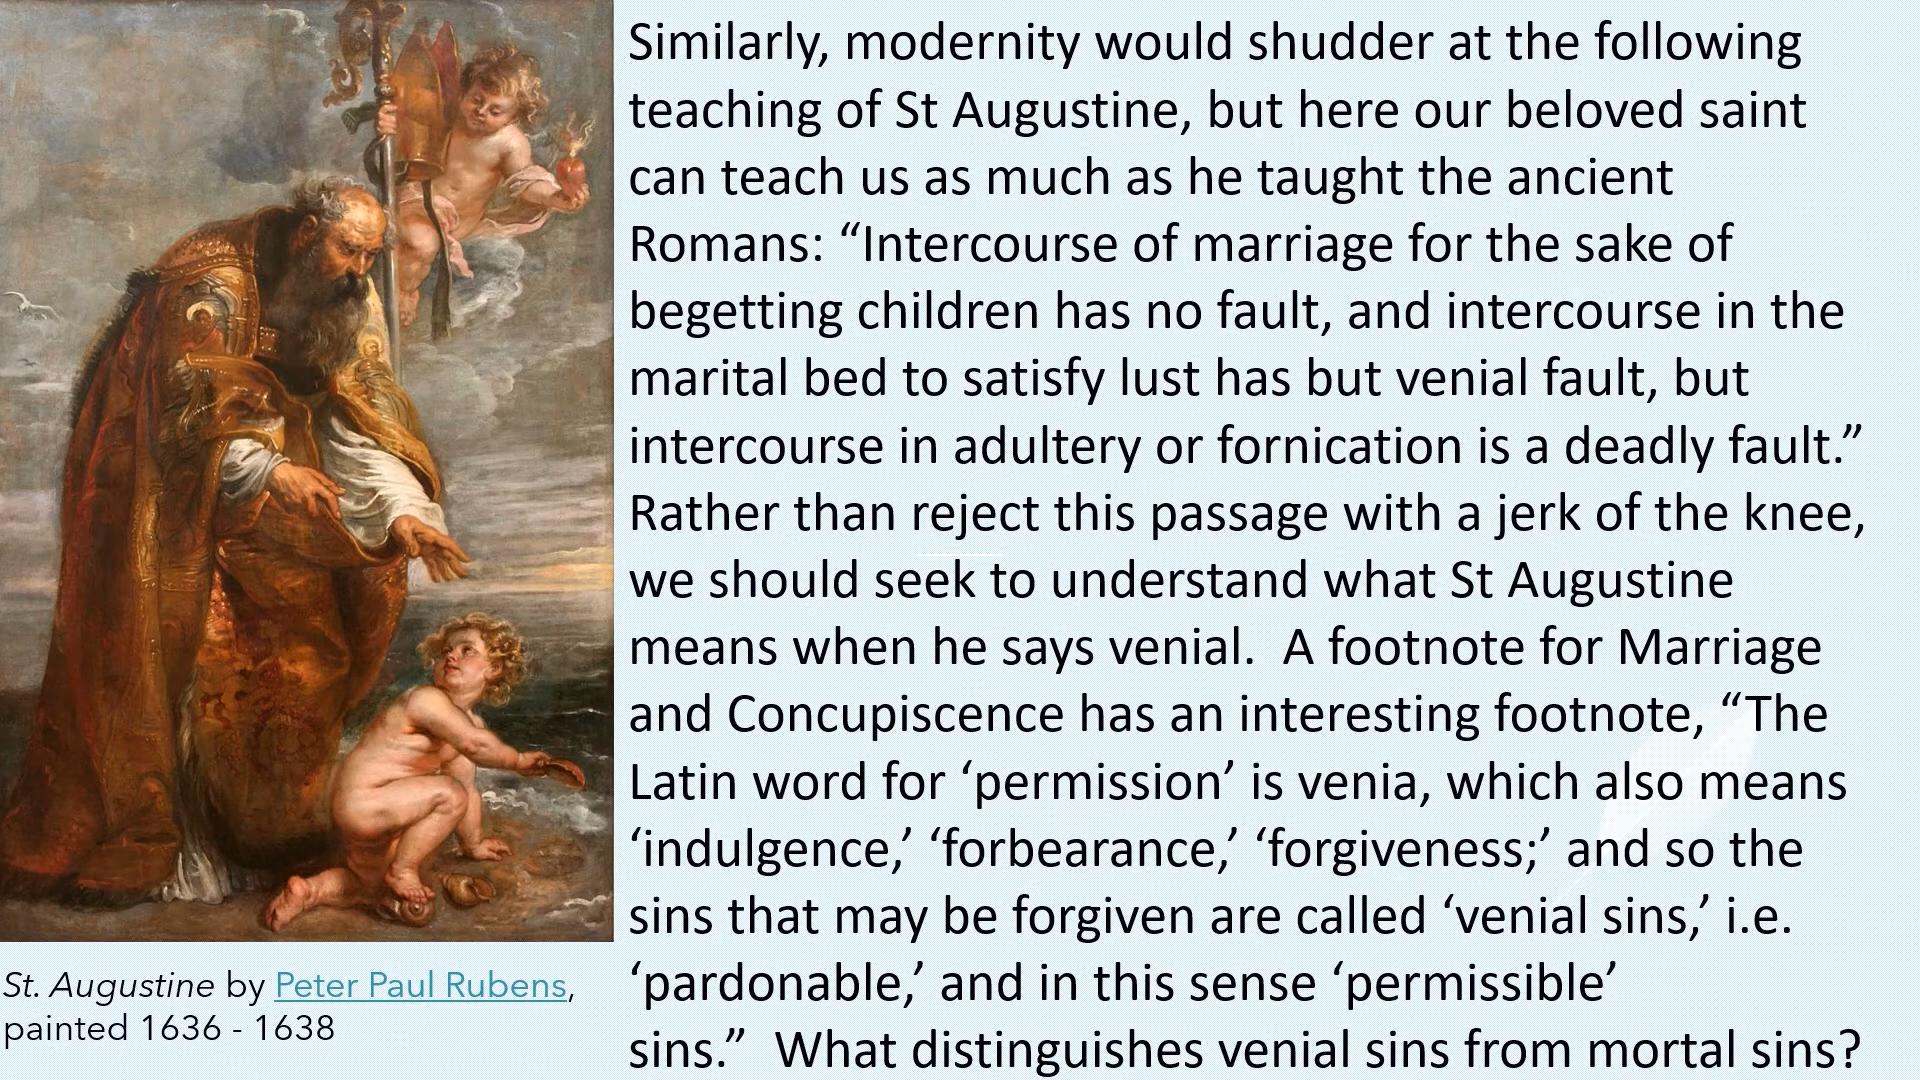 Similarly, modernity would shudder at the following
teaching of St Augustine, but here our beloved saint
can teach us as much as he taught the ancient
Romans: “Intercourse of marriage for the sake of
begetting children has no fault, and intercourse in the
marital bed to satisfy lust has but venial fault, but
intercourse in adultery or fornication is a deadly fault.”
Rather than reject this passage with a jerk of the knee,
we should seek to understand what St Augustine
means when he says venial.  A footnote for Marriage
and Concupiscence has an interesting footnote, “The
Latin word for ‘permission’ is venia, which also means
‘indulgence,’ ‘forbearance,’ ‘forgiveness;’ and so the
sins that may be forgiven are called ‘venial sins,’ i.e.
‘pardonable,’ and in this sense ‘permissible’
sins.”  What distinguishes venial sins from mortal sins?
St. Augustine by Peter Paul Rubens,
painted 1636 - 1638